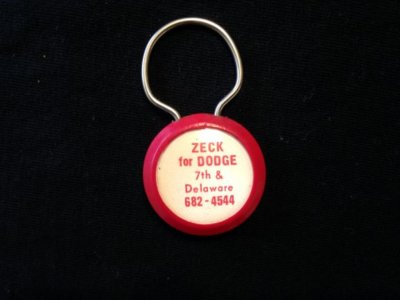 ZECK
for DODGE
7th &
Delaware
682-4544